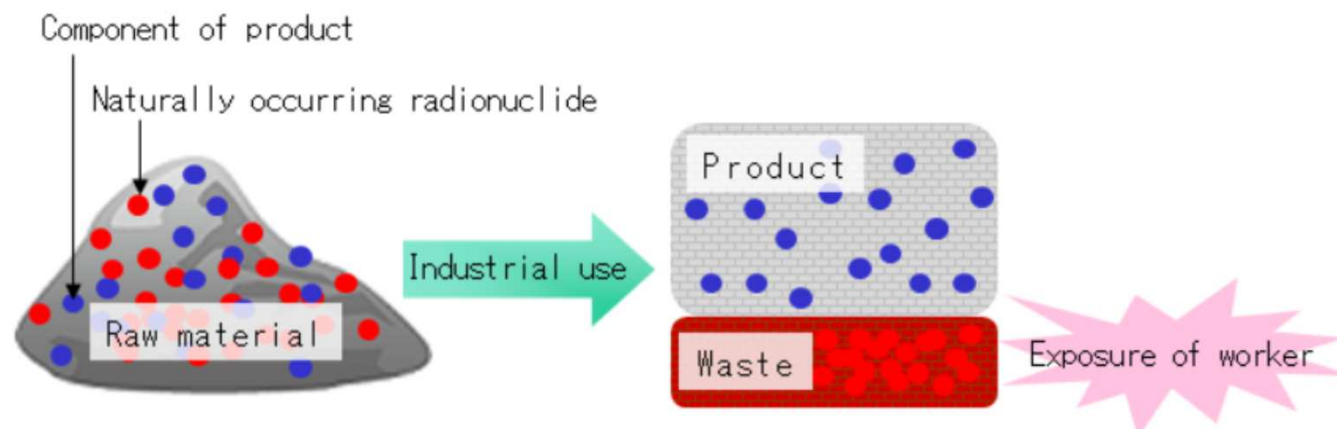 Component of product
Naturally occurring radionuclide
Raw material
Industrial use
Product
Waste
Exposure of worker